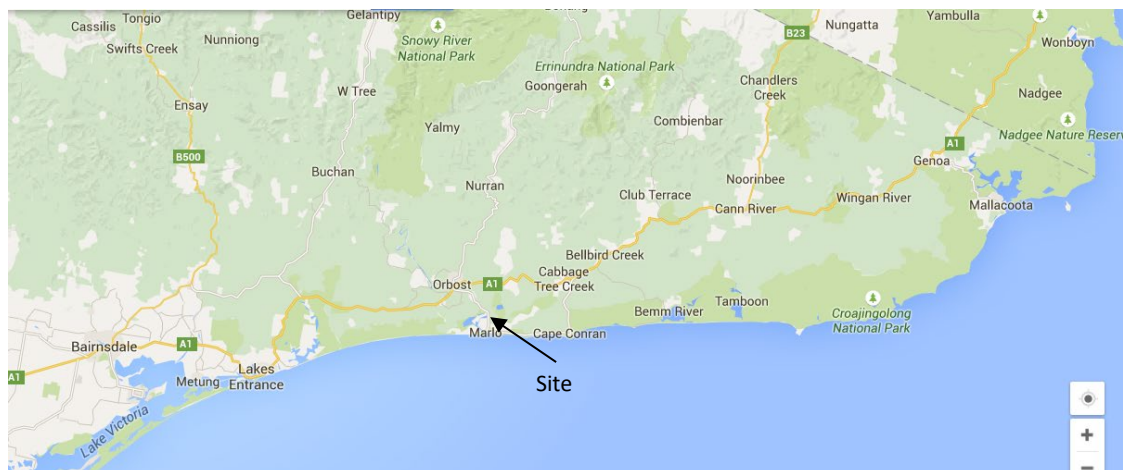 Cassilis
Tongio
Swifts Creek
Nunniong
Gelantipy
Snowy River
National Park
Errinundra National Park
Goongerah
B23
Nungatta
Yambulla
Wonboyn
Nadgee
Nadgee Nature Reserv
Chandlers
Creek
W Tree
Ensay
Yalmy
Combienbar
A1
Genoa
B500
Buchan
Nurran
Club Terrace
Noorinbee
Cann River
Wingan River
Mallacoota
Bellbird Creek
Orbost
A1
Cabbage
Tree Creek
Bemm River
Tamboon
Croajingolong
National Park
Marlo
Cape Conran
Bairnsdale
A1
A1
Metung
Lakes
Entrance
Lake Victoria
Site
+
−